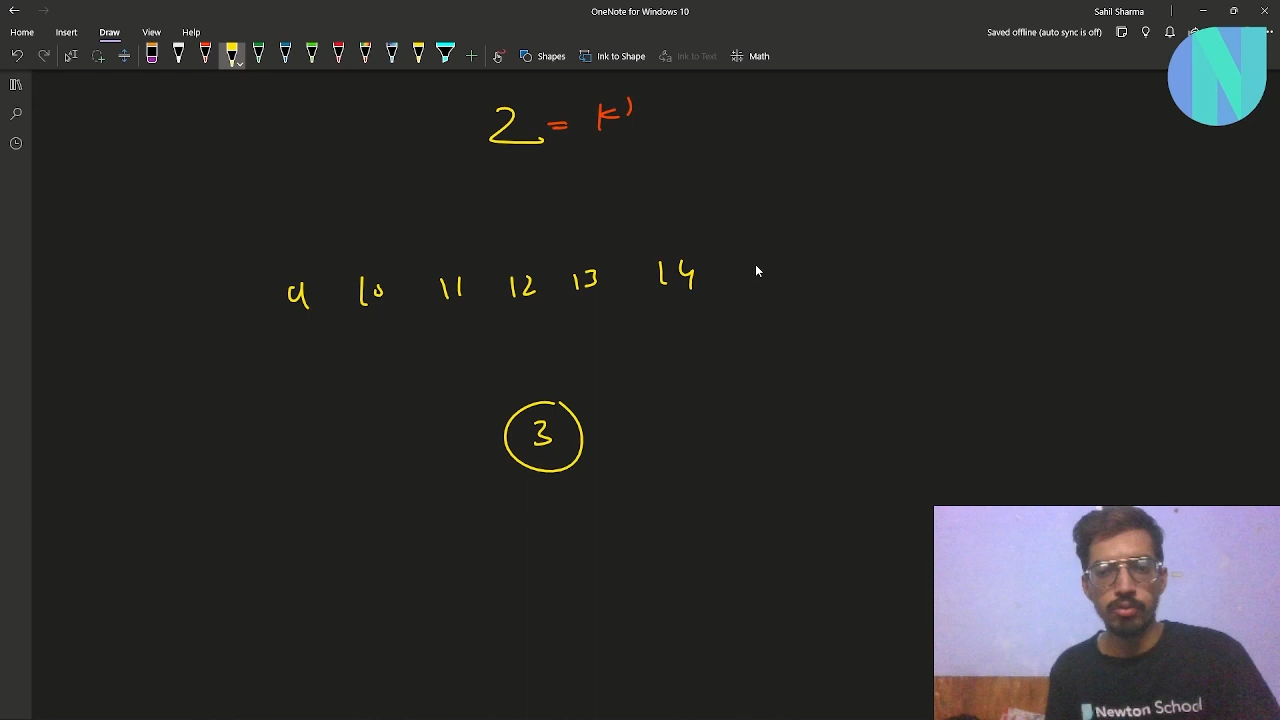 OneNote for Windows 10
Sahil Sharma
Home Insert Draw View Help
Saved offline (auto sync is off)
Shapes Ink to Shape Ink to Text Math
2 = k)
9 10 11 12 13 14
3
Newton School